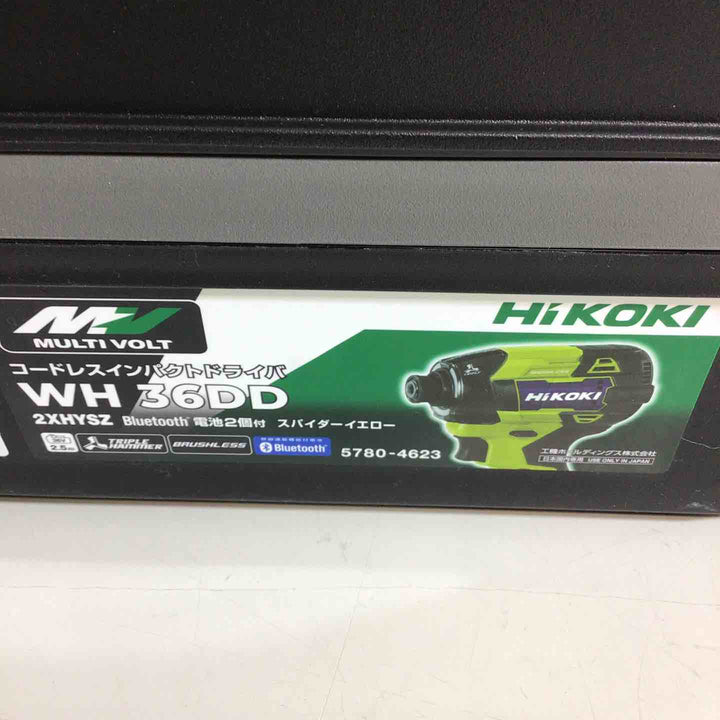 MV
MULTI VOLT
HiKOKI
コードレスインパクトドライバ
WH 36DD
2XHYSZ Bluetooth 電池2個付 スパイダーイエロー
36V
2.5Ah
TRIPLE HAMMER
BRUSHLESS
Bluetooth
5780-4623
HiKOKI
工機ホールディングス株式会社
日本国内専用 USE ONLY IN JAPAN